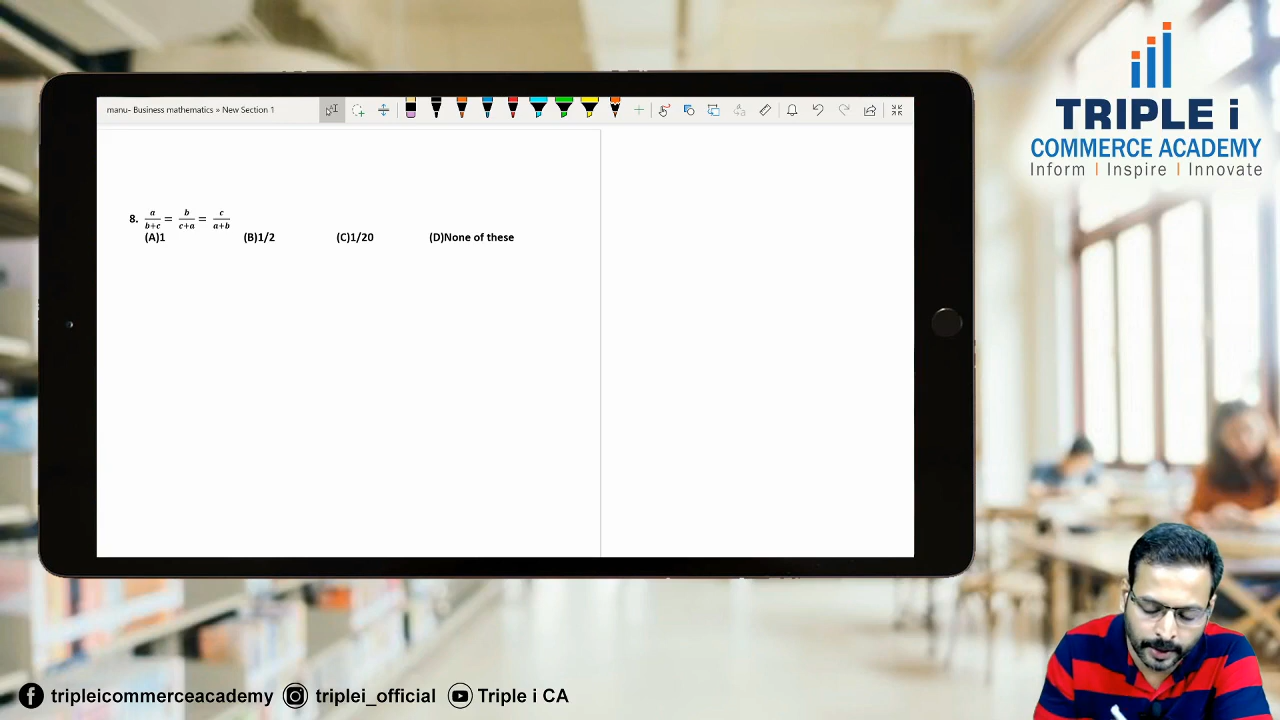 manu- Business mathematics » New Section 1
8. a/b+c = b/c+a = c/a+b
(A)1 (B)1/2 (C)1/20 (D)None of these
TRIPLE i
COMMERCE ACADEMY
Inform | Inspire | Innovate
tripleicommerceacademy triplei_official Triple i CA